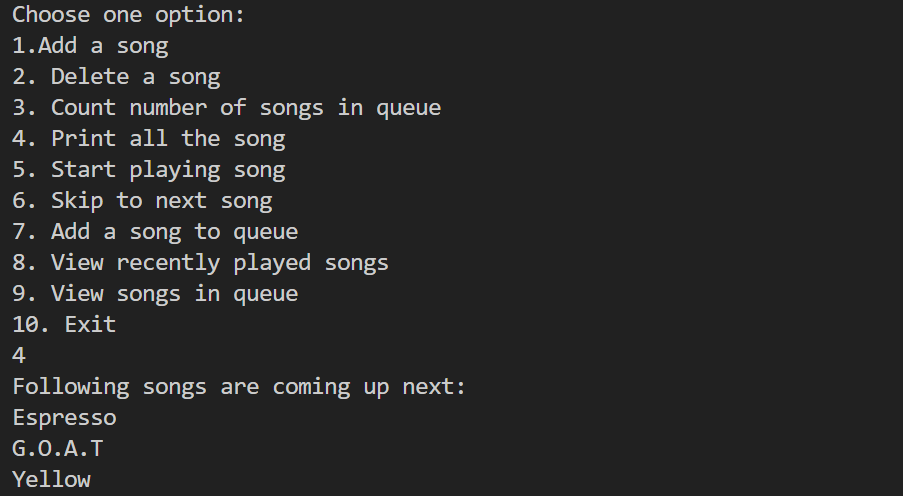 Choose one option:
1.Add a song
2. Delete a song
3. Count number of songs in queue
4. Print all the song
5. Start playing song
6. Skip to next song
7. Add a song to queue
8. View recently played songs
9. View songs in queue
10. Exit
4
Following songs are coming up next:
Espresso
G.O.A.T
Yellow